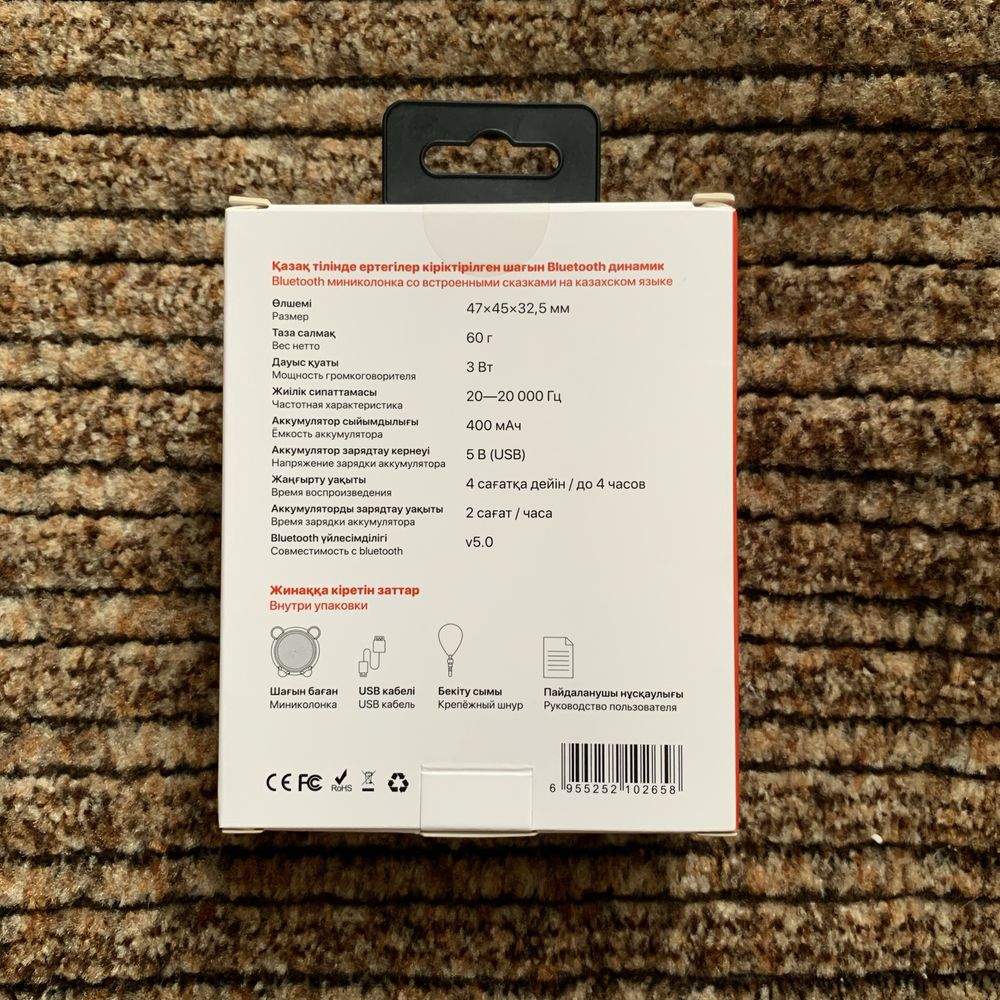 Қазақ тілінде ертегілер кіріктірілген шағын Bluetooth динамик
Bluetooth миниколонка со встроенными сказками на казахском языке
Өлшемі
Размер
47×45×32,5 мм
Таза салмақ
Вес нетто
60 г
Дауыс қуаты
Мощность громкоговорителя
3 Вт
Жиілік сипаттамасы
Частотная характеристика
20—20 000 Гц
Аккумулятор сыйымдылығы
Ёмкость аккумулятора
400 мАч
Аккумулятор зарядтау кернеуі
Напряжение зарядки аккумулятора
5 В (USB)
Жаңғырту уақыты
Время воспроизведения
4 сағатқа дейін / до 4 часов
Аккумуляторды зарядтау уақыты
Время зарядки аккумулятора
2 сағат / часа
Bluetooth үйлесімділігі
Совместимость с bluetooth
v5.0
Жинаққа кіретін заттар
Внутри упаковки
Шағын баған
Миниколонка
USB кабелі
USB кабель
Бекіту сымы
Крепёжный шнур
Пайдаланушы нұсқаулығы
Руководство пользователя
CE FC RoHS
6 955252 102658